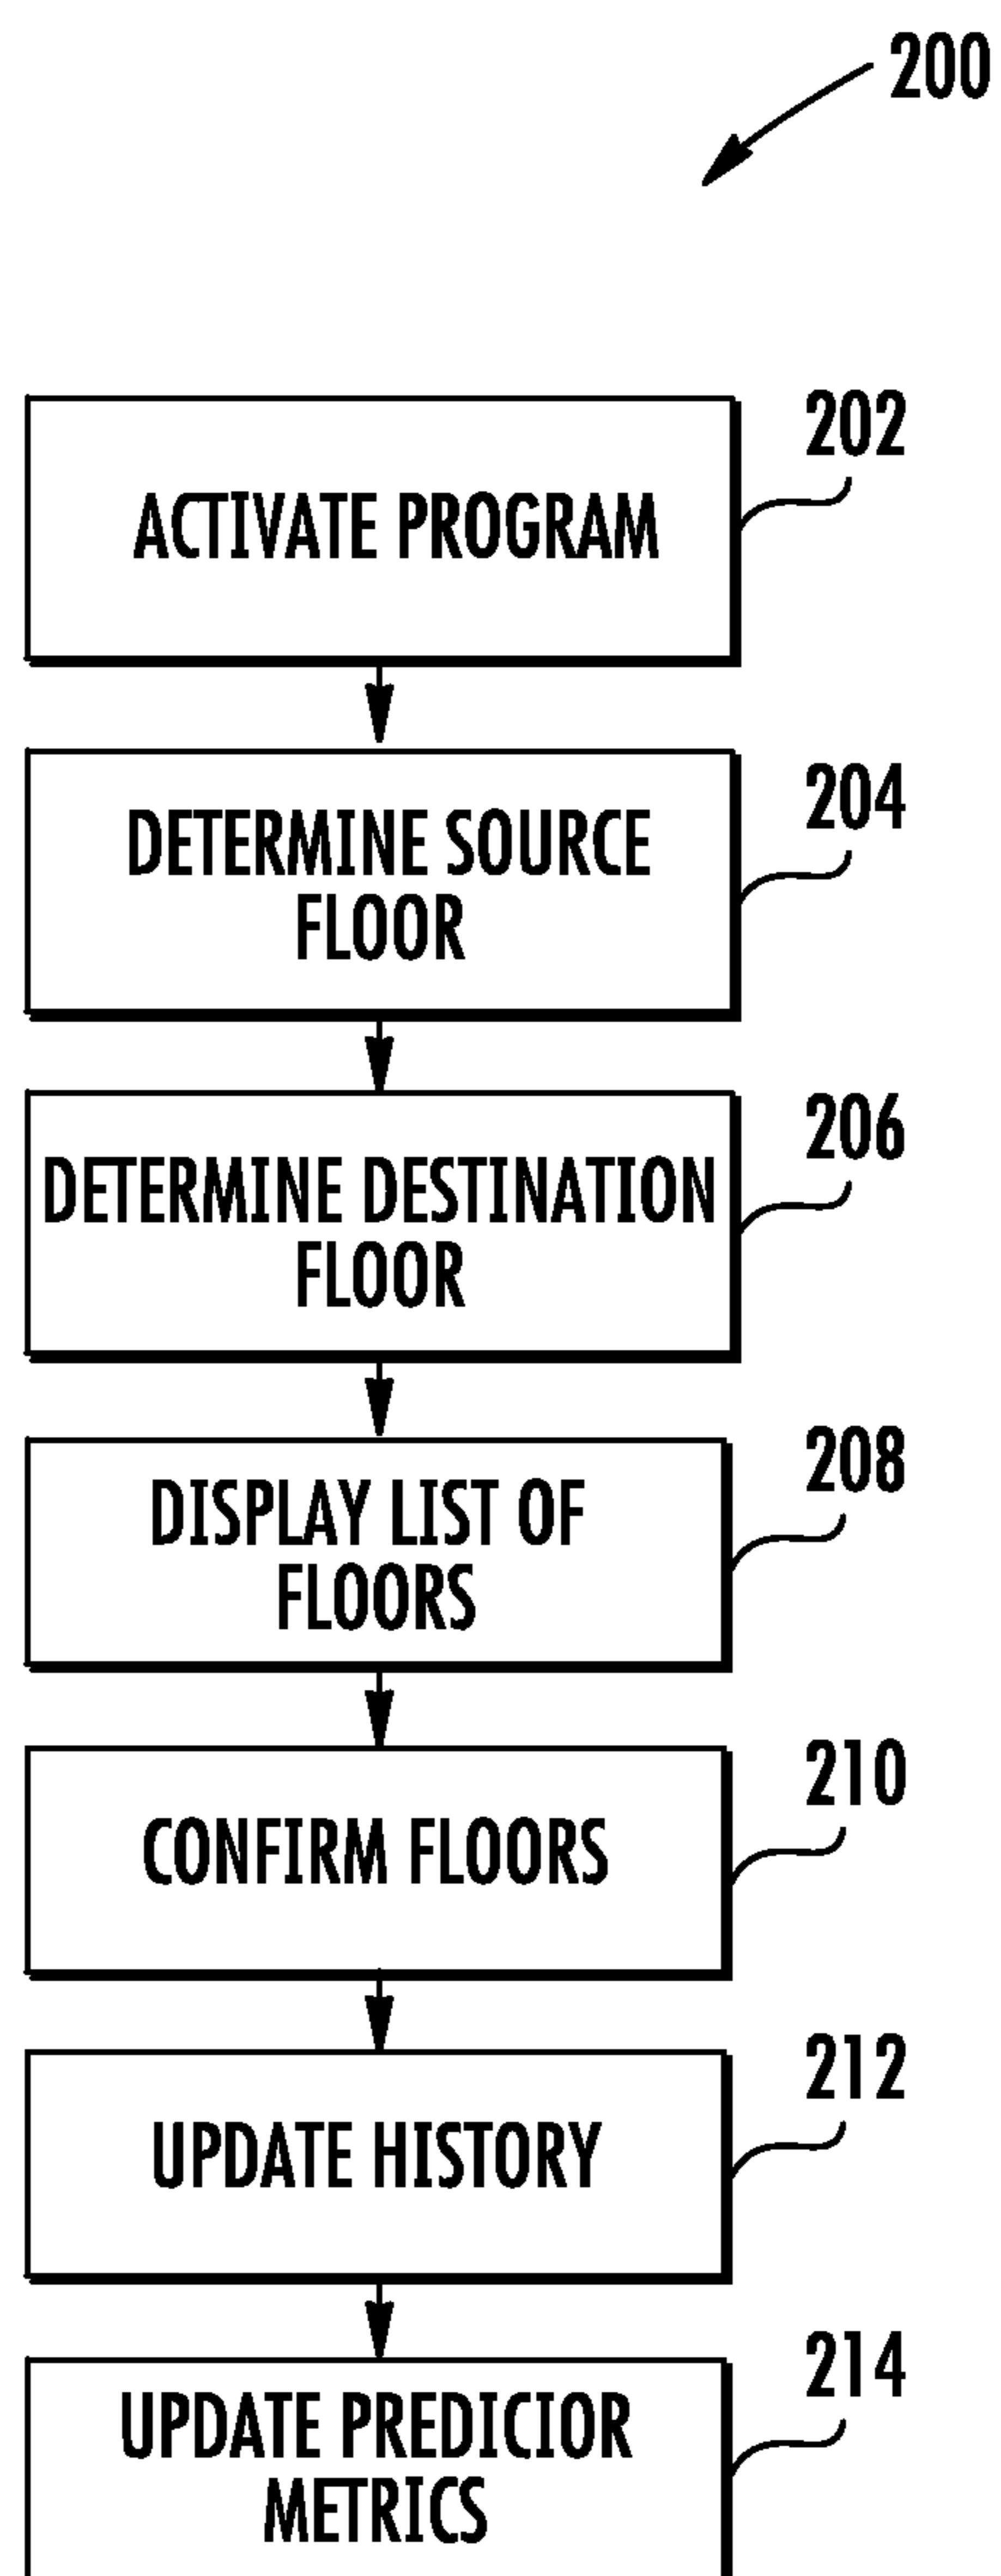 200
202
ACTIVATE PROGRAM
204
DETERMINE SOURCE
FLOOR
206
DETERMINE DESTINATION
FLOOR
208
DISPLAY LIST OF
FLOORS
210
CONFIRM FLOORS
212
UPDATE HISTORY
214
UPDATE PREDICIOR
METRICS